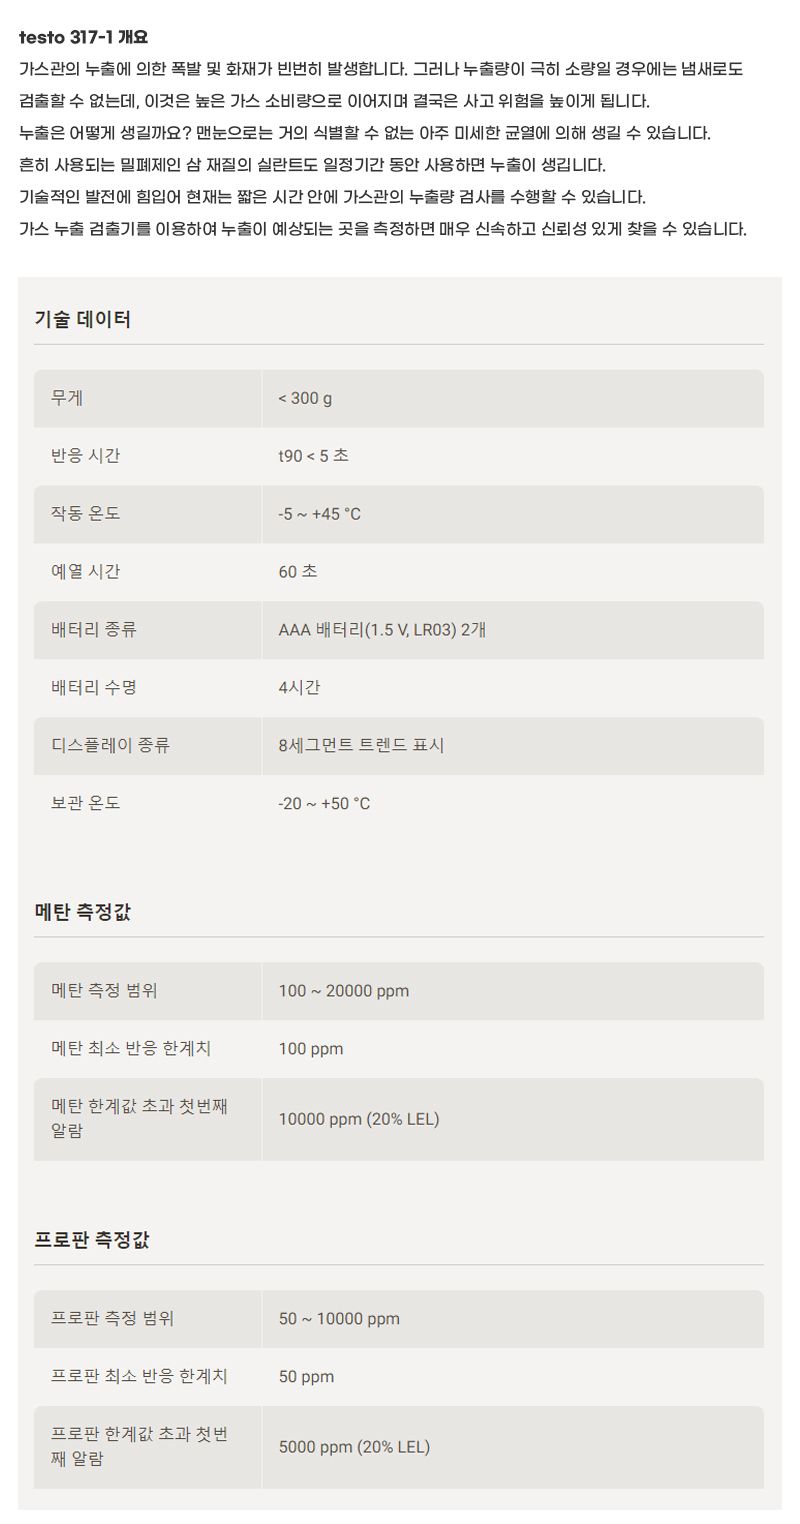 testo 317-1 개요
가스관의 누출에 의한 폭발 및 화재가 빈번히 발생합니다. 그러나 누출량이 극히 소량일 경우에는 냄새로도
검출할 수 없는데, 이것은 높은 가스 소비량으로 이어지며 결국은 사고 위험을 높이게 됩니다.
누출은 어떻게 생길까요? 맨눈으로는 거의 식별할 수 없는 아주 미세한 균열에 의해 생길 수 있습니다.
흔히 사용되는 밀폐제인 삼 재질의 실란트도 일정기간 동안 사용하면 누출이 생깁니다.
기술적인 발전에 힘입어 현재는 짧은 시간 안에 가스관의 누출량 검사를 수행할 수 있습니다.
가스 누출 검출기를 이용하여 누출이 예상되는 곳을 측정하면 매우 신속하고 신뢰성 있게 찾을 수 있습니다.
기술 데이터
무게 < 300 g
반응 시간 t90 < 5 초
작동 온도 -5 ~ +45 °C
예열 시간 60 초
배터리 종류 AAA 배터리(1.5 V, LR03) 2개
배터리 수명 4시간
디스플레이 종류 8세그먼트 트렌드 표시
보관 온도 -20 ~ +50 °C
메탄 측정값
메탄 측정 범위 100 ~ 20000 ppm
메탄 최소 반응 한계치 100 ppm
메탄 한계값 초과 첫번째
알람
10000 ppm (20% LEL)
프로판 측정값
프로판 측정 범위 50 ~ 10000 ppm
프로판 최소 반응 한계치 50 ppm
프로판 한계값 초과 첫번
째 알람
5000 ppm (20% LEL)